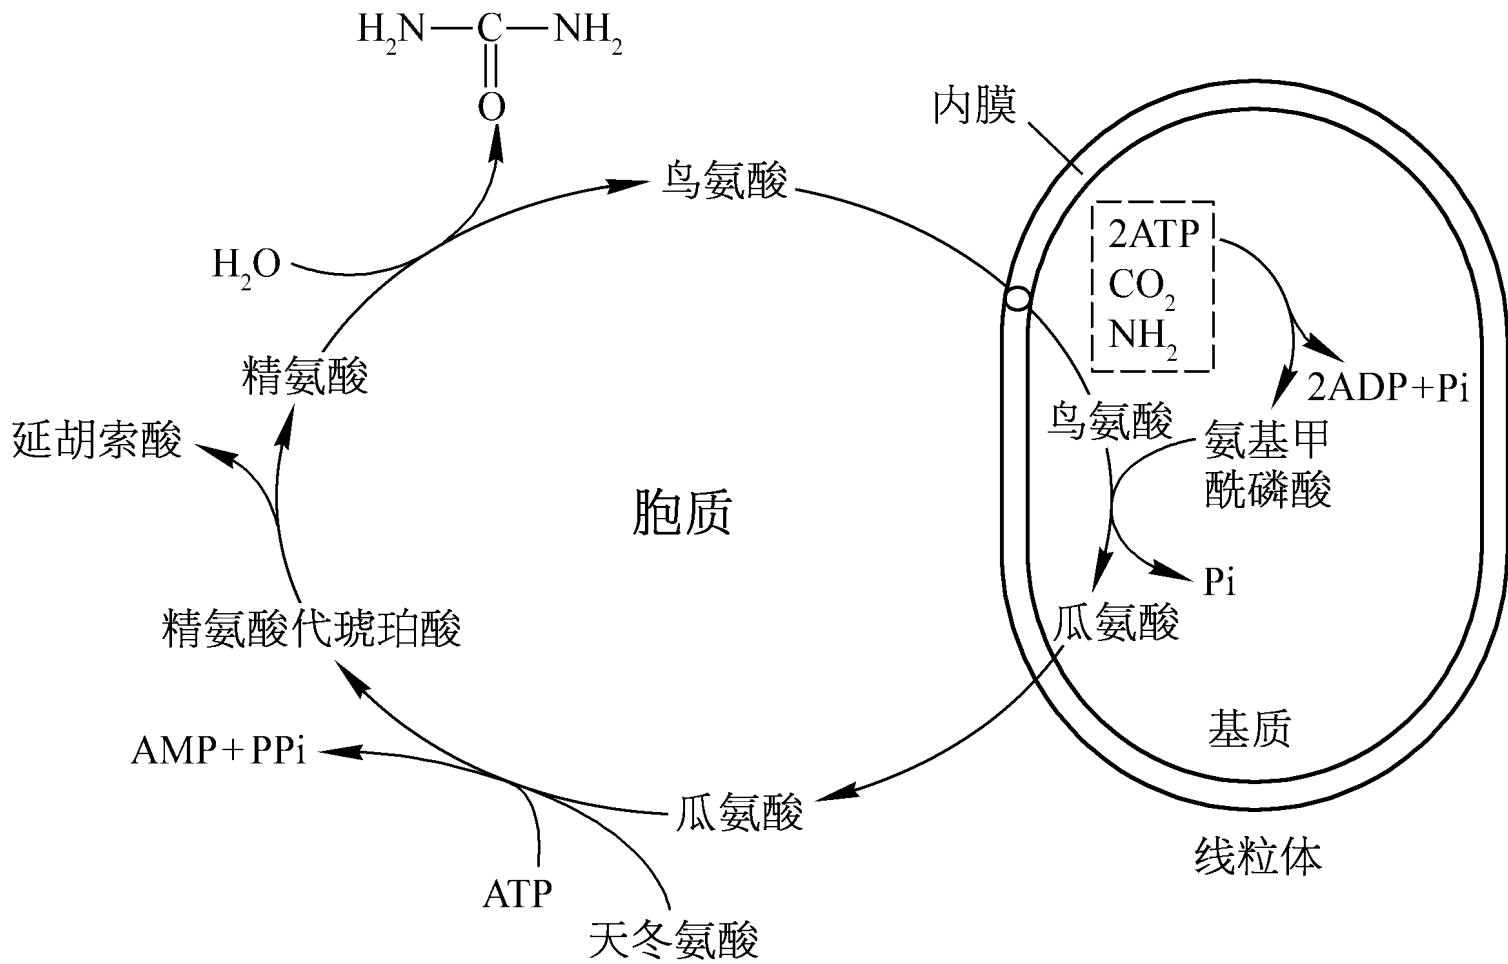 H₂N—C—NH₂
O
内膜
鸟氨酸
2ATP
CO₂
NH₂
H₂O
精氨酸
2ADP+Pi
鸟氨酸
氨基甲
酰磷酸
延胡索酸
胞质
Pi
精氨酸代琥珀酸
瓜氨酸
基质
AMP+PPi
瓜氨酸
线粒体
ATP
天冬氨酸